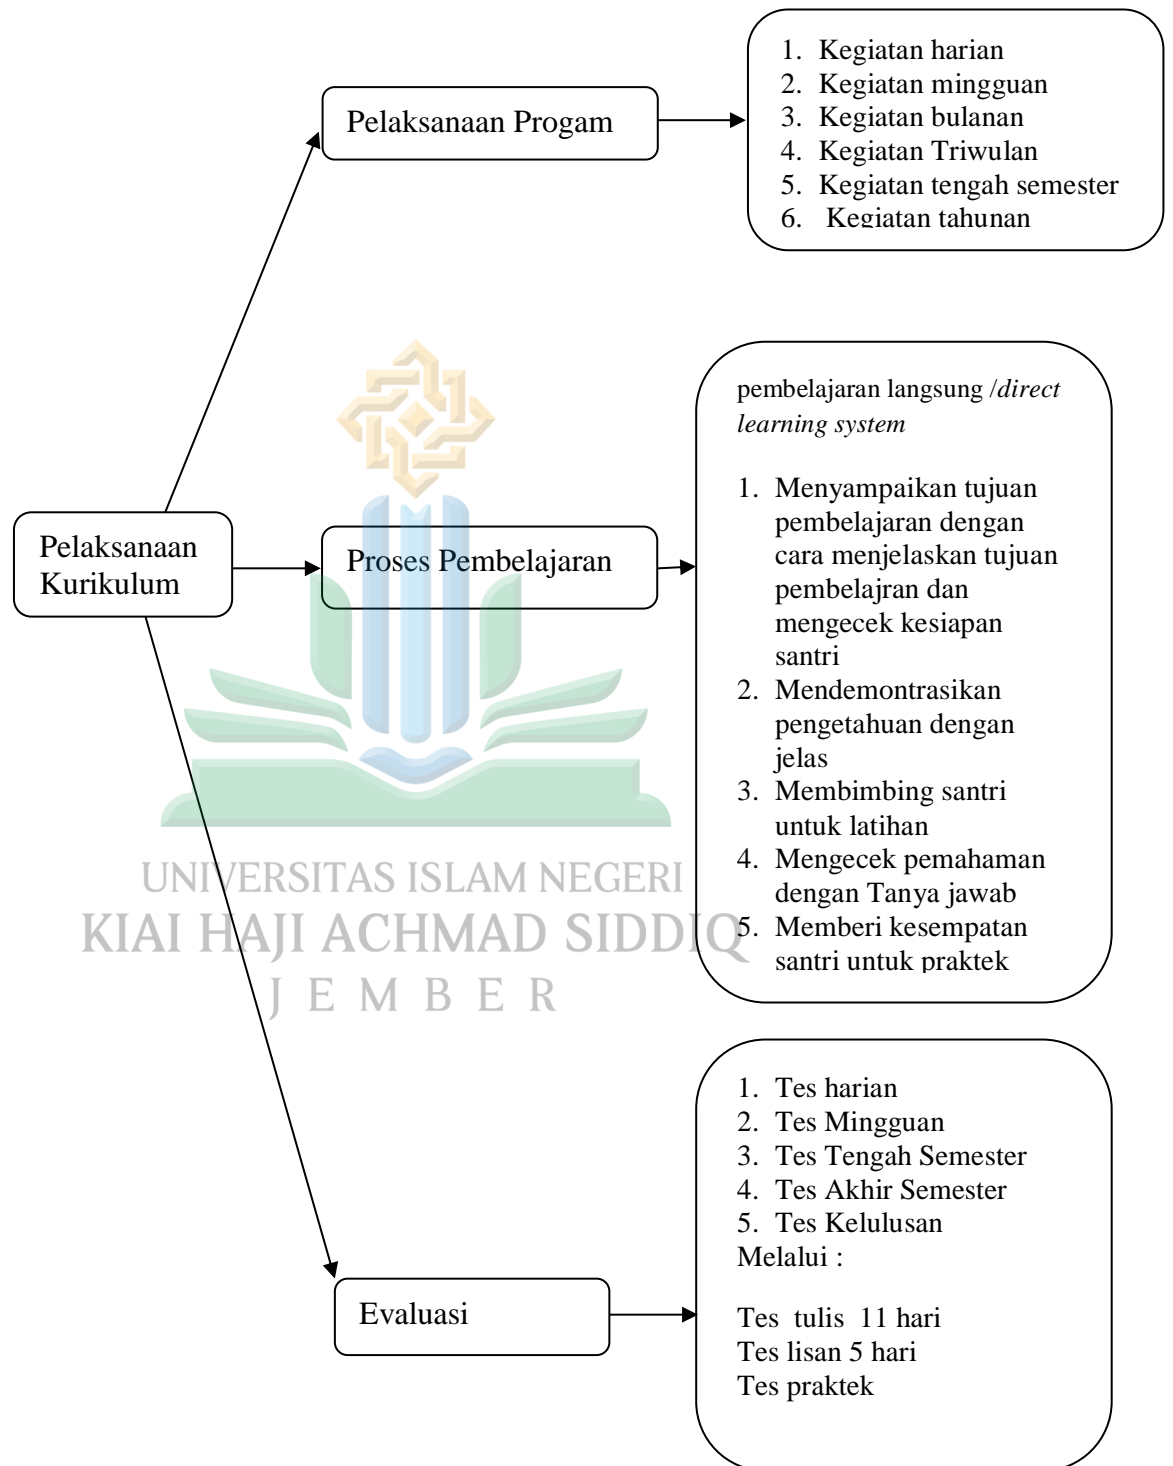 Pelaksanaan Progam
1. Kegiatan harian
2. Kegiatan mingguan
3. Kegiatan bulanan
4. Kegiatan Triwulan
5. Kegiatan tengah semester
6. Kegiatan tahunan
Pelaksanaan
Kurikulum
Proses Pembelajaran
pembelajaran langsung /direct
learning system
1. Menyampaikan tujuan
pembelajaran dengan
cara menjelaskan tujuan
pembelajran dan
mengecek kesiapan
santri
2. Mendemontrasikan
pengetahuan dengan
jelas
3. Membimbing santri
untuk latihan
4. Mengecek pemahaman
dengan Tanya jawab
5. Memberi kesempatan
santri untuk praktek
UNIVERSITAS ISLAM NEGERI
KIAI HAJI ACHMAD SIDDIQ
JEMBER
Evaluasi
1. Tes harian
2. Tes Mingguan
3. Tes Tengah Semester
4. Tes Akhir Semester
5. Tes Kelulusan
Melalui :
Tes tulis 11 hari
Tes lisan 5 hari
Tes praktek